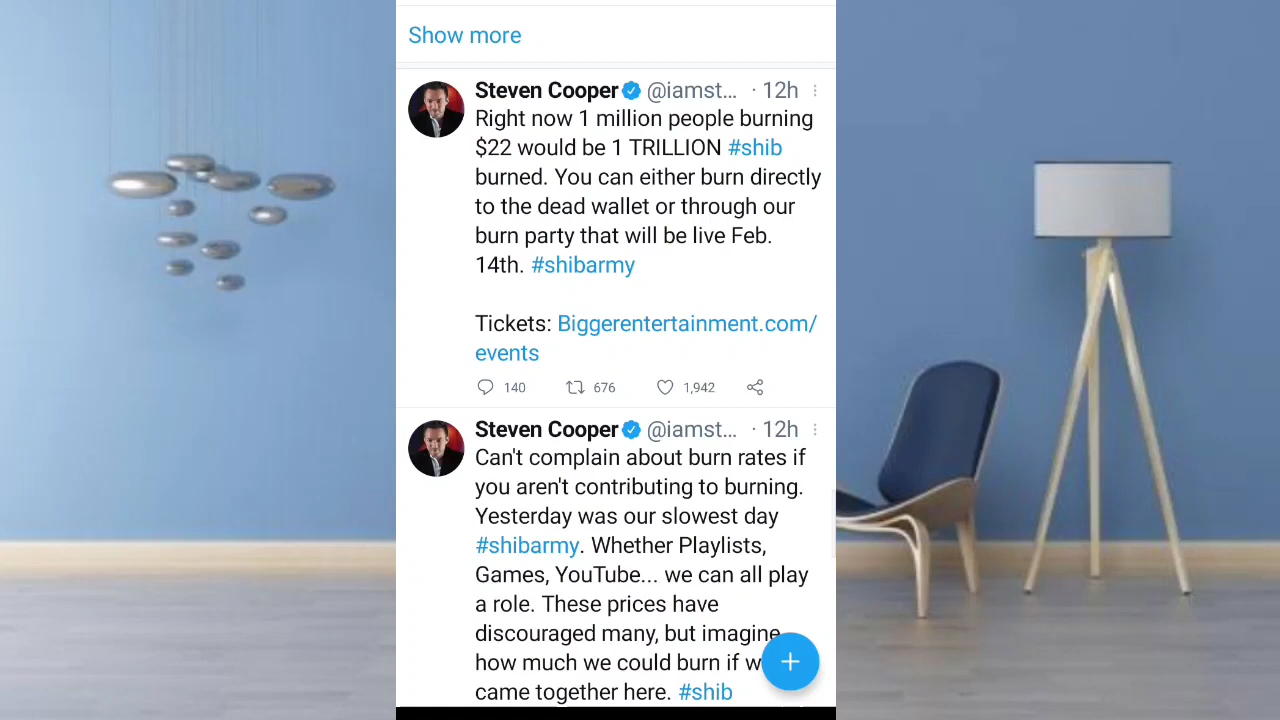 Show more
Steven Cooper @iamst... · 12h
Right now 1 million people burning
$22 would be 1 TRILLION #shib
burned. You can either burn directly
to the dead wallet or through our
burn party that will be live Feb.
14th. #shibarmy
Tickets: Biggerentertainment.com/
events
140 676 1,942
Steven Cooper @iamst... · 12h
Can't complain about burn rates if
you aren't contributing to burning.
Yesterday was our slowest day
#shibarmy. Whether Playlists,
Games, YouTube... we can all play
a role. These prices have
discouraged many, but imagine
how much we could burn if
came together here. #shib